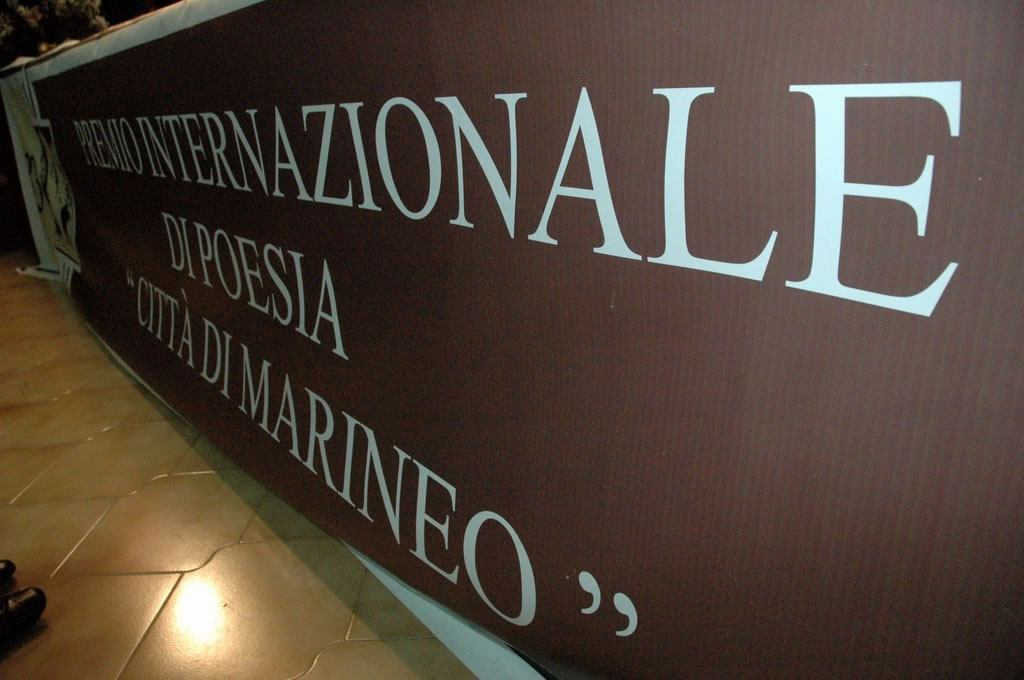 PREMIO INTERNAZIONALE
DI POESIA
“ CITTÀ DI MARINEO ”